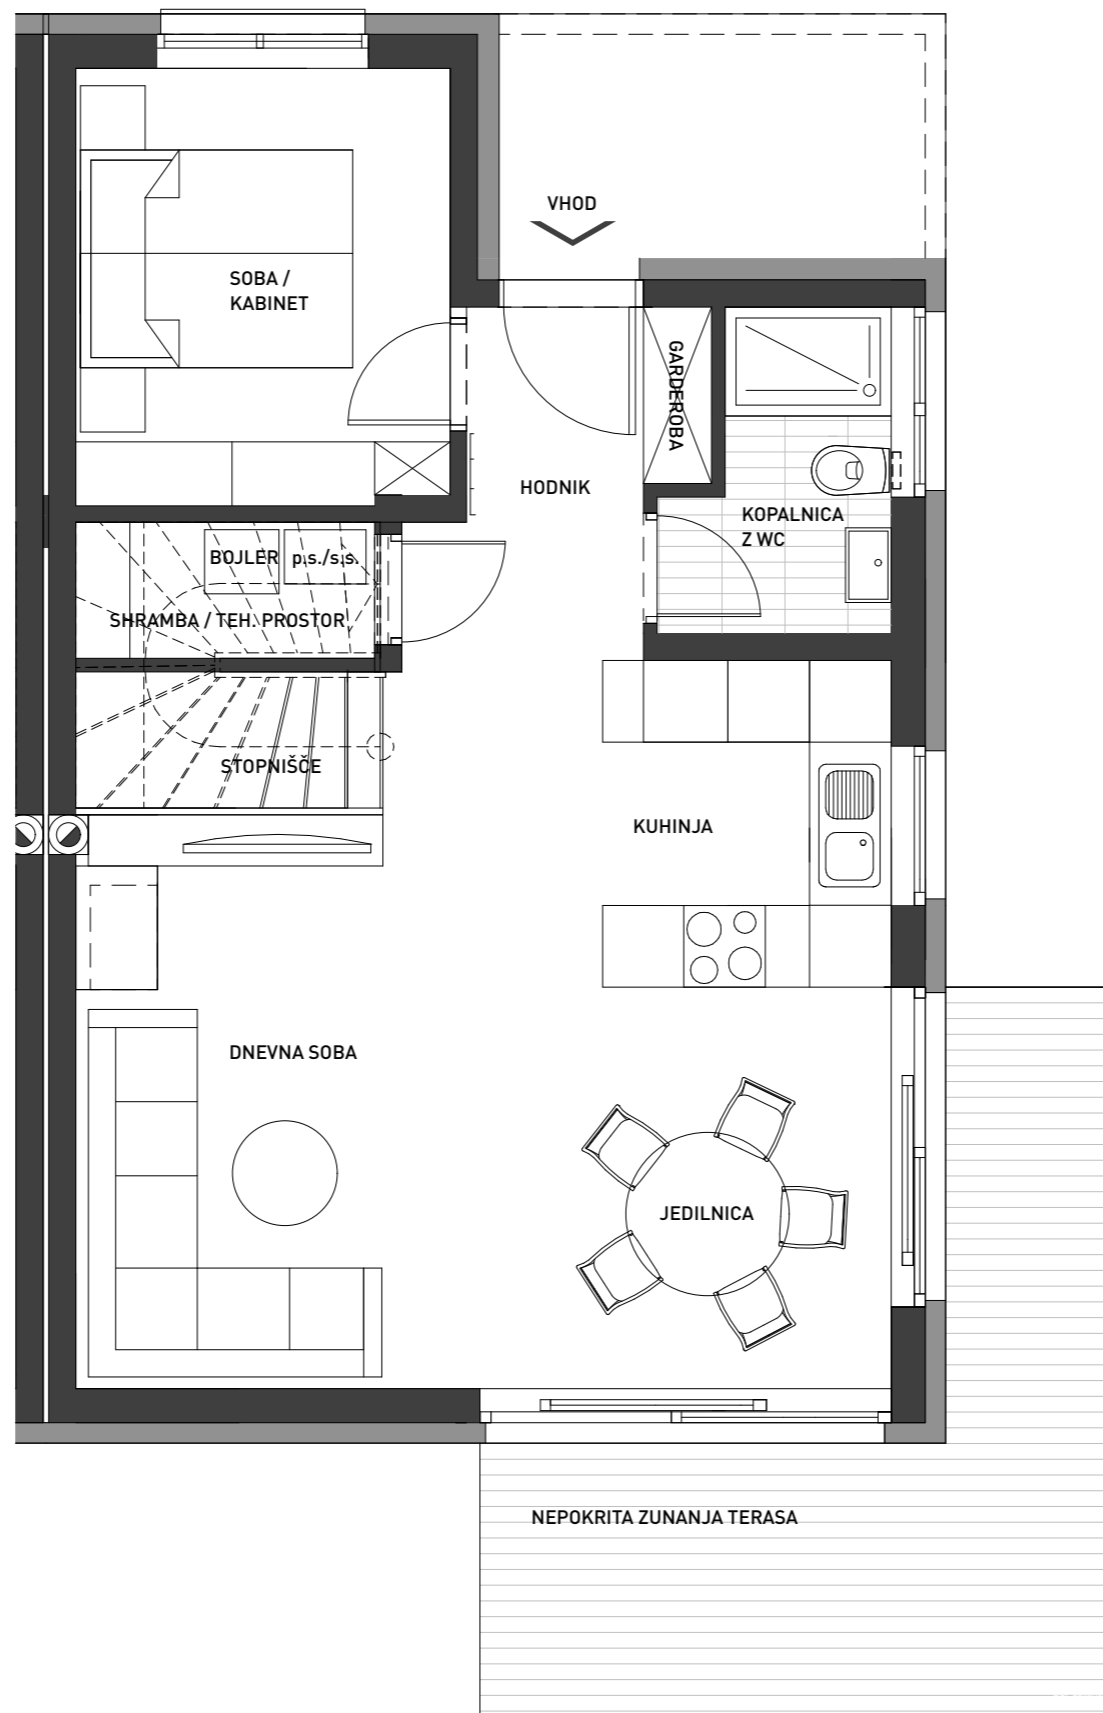 VHOD
SOBA /
KABINET
GARDEROBA
HODNIK
KOPALNICA
Z WC
BOJLER
p.s./s.s.
SHRAMBA / TEH. PROSTOR
STOPNIŠČE
KUHINJA
DNEVNA SOBA
JEDILNICA
NEPOKRITA ZUNANJA TERASA